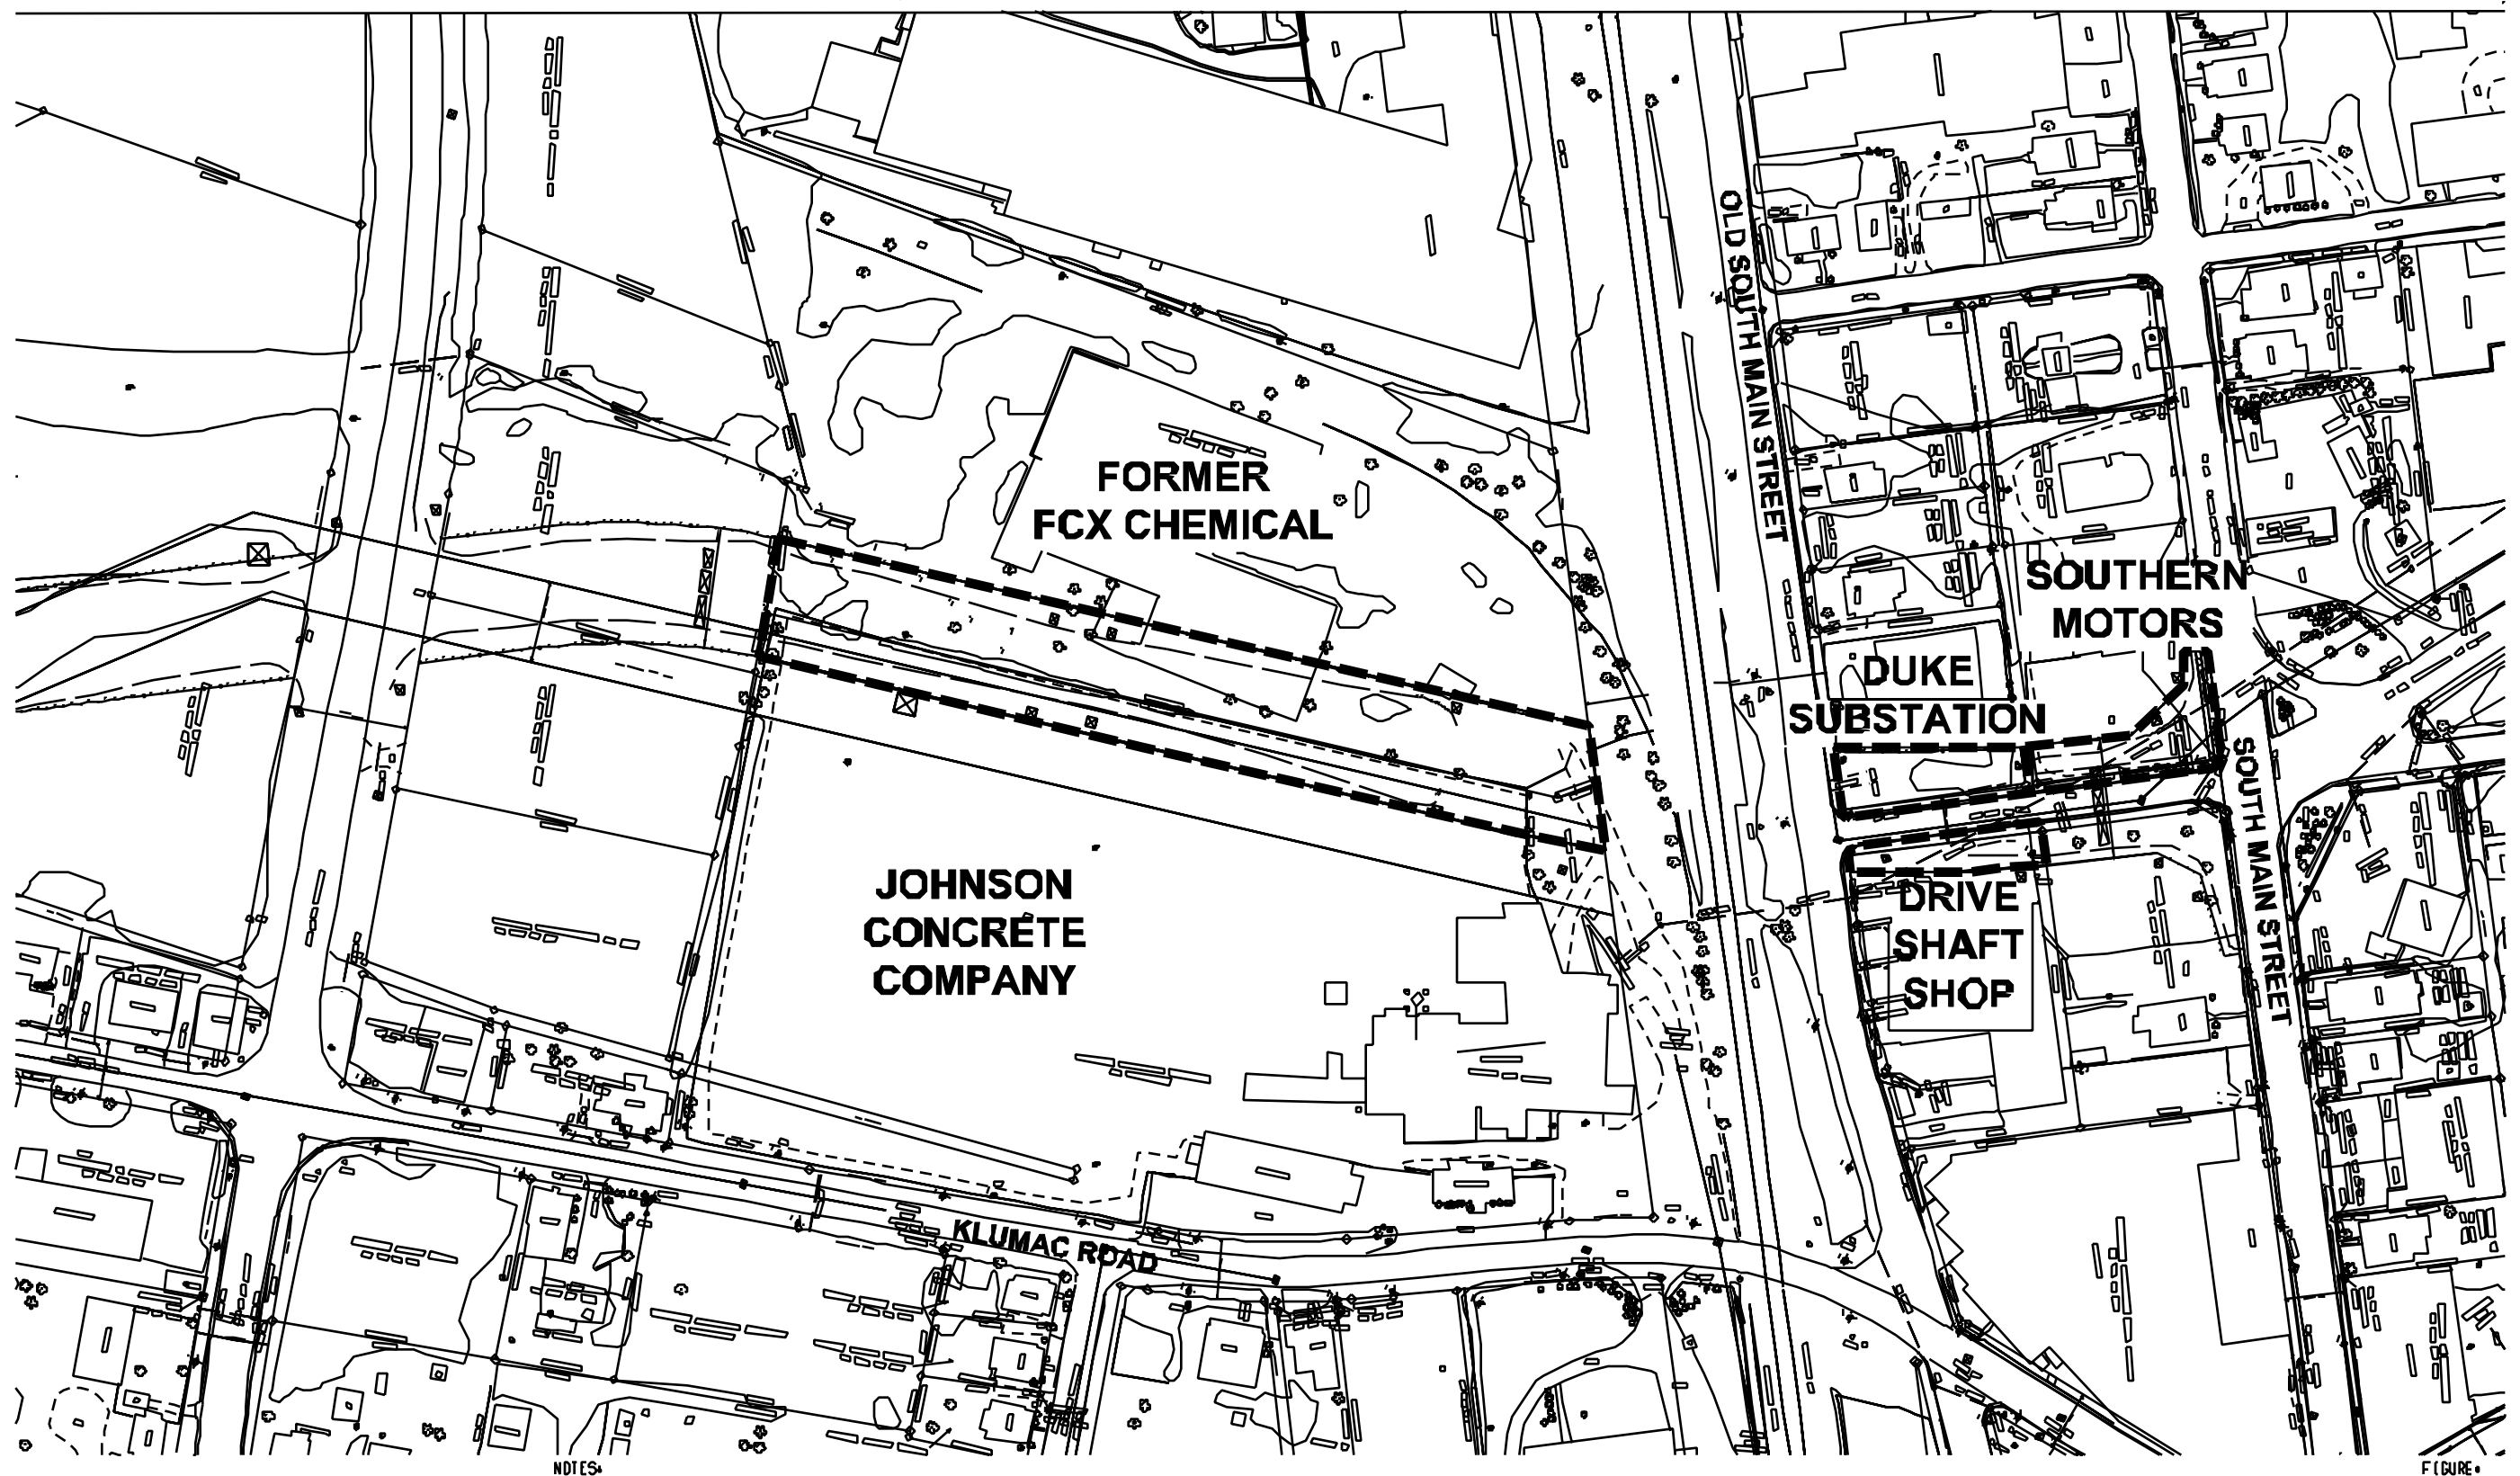 OLD SOUTH MAIN STREET
FORMER
FCX CHEMICAL
SOUTHERN
MOTORS
DUKE
SUBSTATION
SOUTH MAIN STREET
JOHNSON
CONCRETE
COMPANY
DRIVE
SHAFT
SHOP
KLUMAC ROAD
NOTES:
FIGURE: